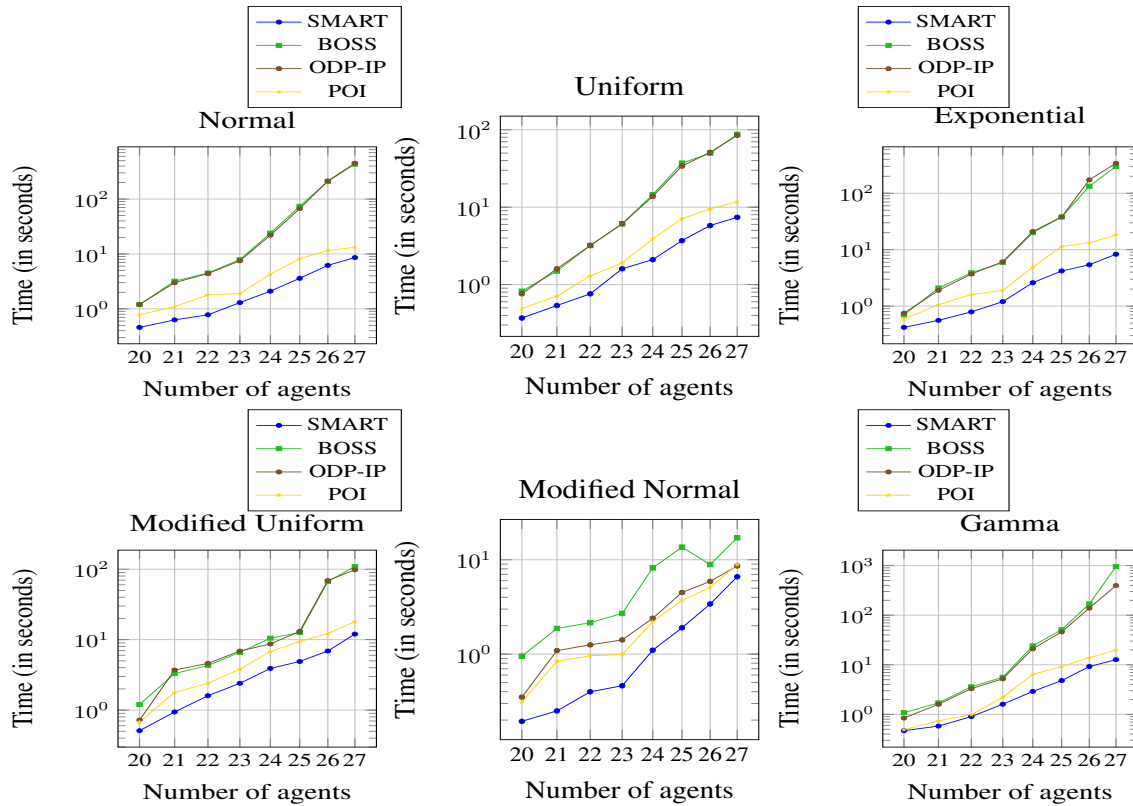 SMART
BOSS
ODP-IP
POI
Normal
10^2
10^1
10^0
Time (in seconds)
20 21 22 23 24 25 26 27
Number of agents
Uniform
10^2
10^1
10^0
Time (in seconds)
20 21 22 23 24 25 26 27
Number of agents
SMART
BOSS
ODP-IP
POI
Exponential
10^2
10^1
10^0
Time (in seconds)
20 21 22 23 24 25 26 27
Number of agents
SMART
BOSS
ODP-IP
POI
Modified Uniform
10^2
10^1
10^0
Time (in seconds)
20 21 22 23 24 25 26 27
Number of agents
Modified Normal
10^1
10^0
Time (in seconds)
20 21 22 23 24 25 26 27
Number of agents
SMART
BOSS
ODP-IP
POI
Gamma
10^3
10^2
10^1
10^0
Time (in seconds)
20 21 22 23 24 25 26 27
Number of agents